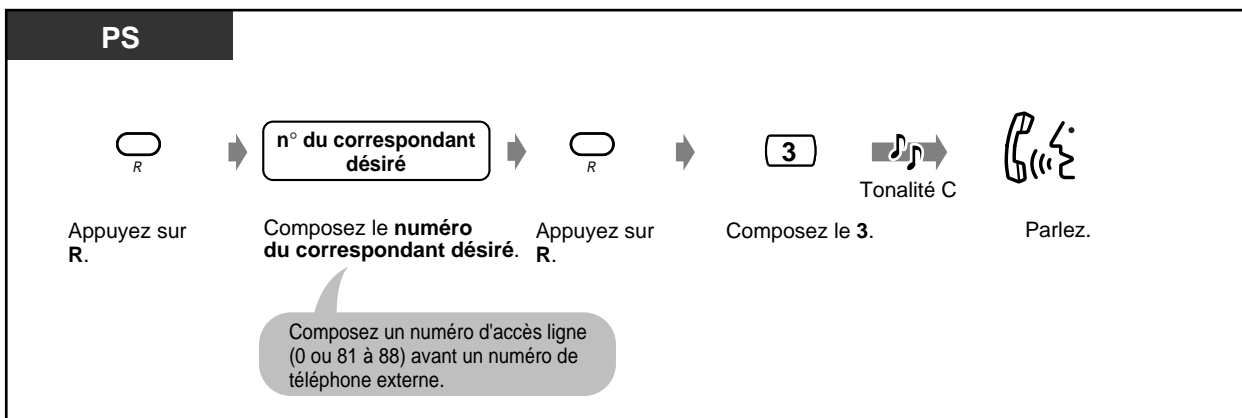 PS
R
n° du correspondant
désiré
R
3
Tonalité C
Appuyez sur
R.
Composez le numéro
du correspondant désiré.
Appuyez sur
R.
Composez le 3.
Parlez.
Composez un numéro d'accès ligne
(0 ou 81 à 88) avant un numéro de
téléphone externe.